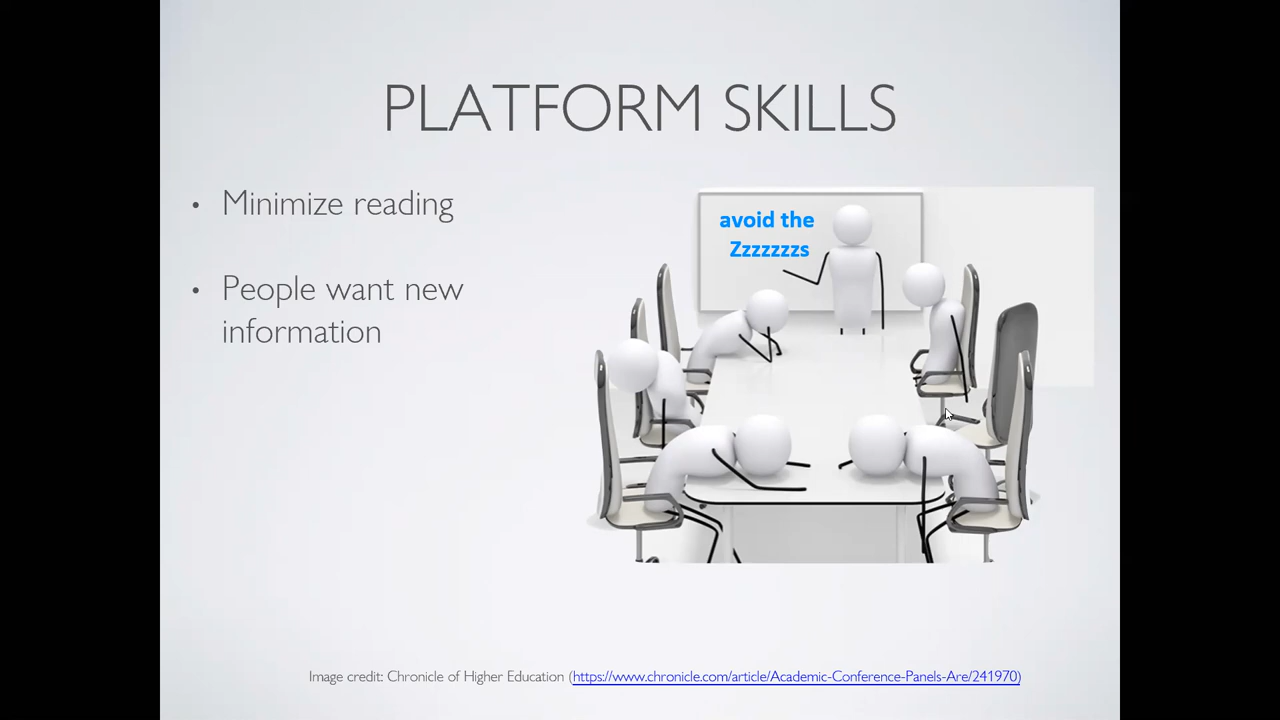 PLATFORM SKILLS
• Minimize reading
• People want new
information
avoid the
Zzzzzzzs
Image credit: Chronicle of Higher Education (https://www.chronicle.com/article/Academic-Conference-Panels-Are/241970)